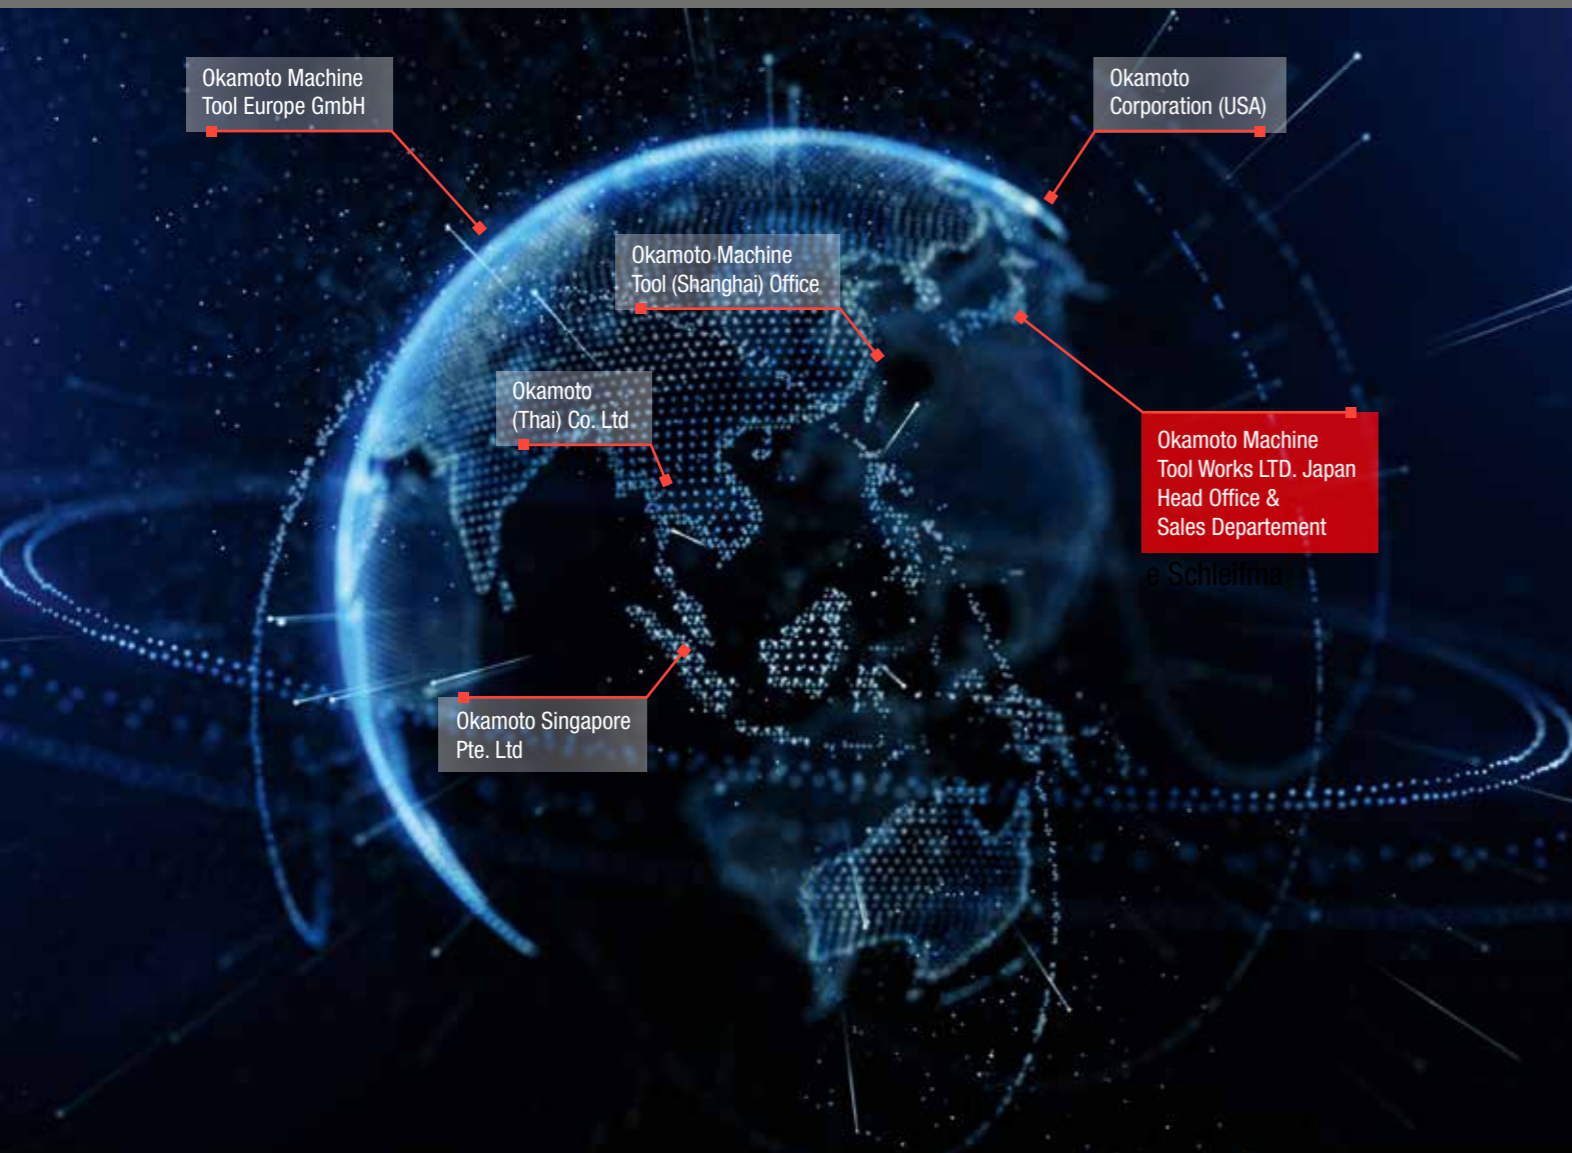 Okamoto Machine
Tool Europe GmbH
Okamoto
Corporation (USA)
Okamoto Machine
Tool (Shanghai) Office
Okamoto
(Thai) Co. Ltd
Okamoto Machine
Tool Works LTD. Japan
Head Office &
Sales Departement
e Schleifma
Okamoto Singapore
Pte. Ltd